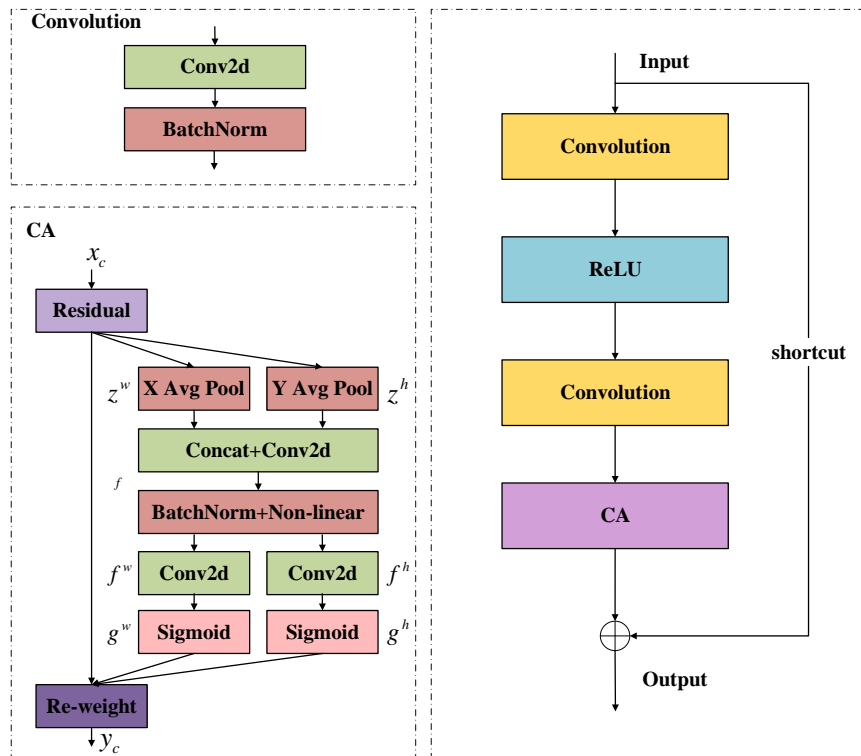 Convolution
Conv2d
BatchNorm
CA
x_c
Residual
z^w
X Avg Pool
Y Avg Pool
z^h
Concat+Conv2d
f
BatchNorm+Non-linear
f^w
Conv2d
Conv2d
f^h
g^w
Sigmoid
Sigmoid
g^h
Re-weight
y_c
Input
Convolution
ReLU
shortcut
Convolution
CA
Output